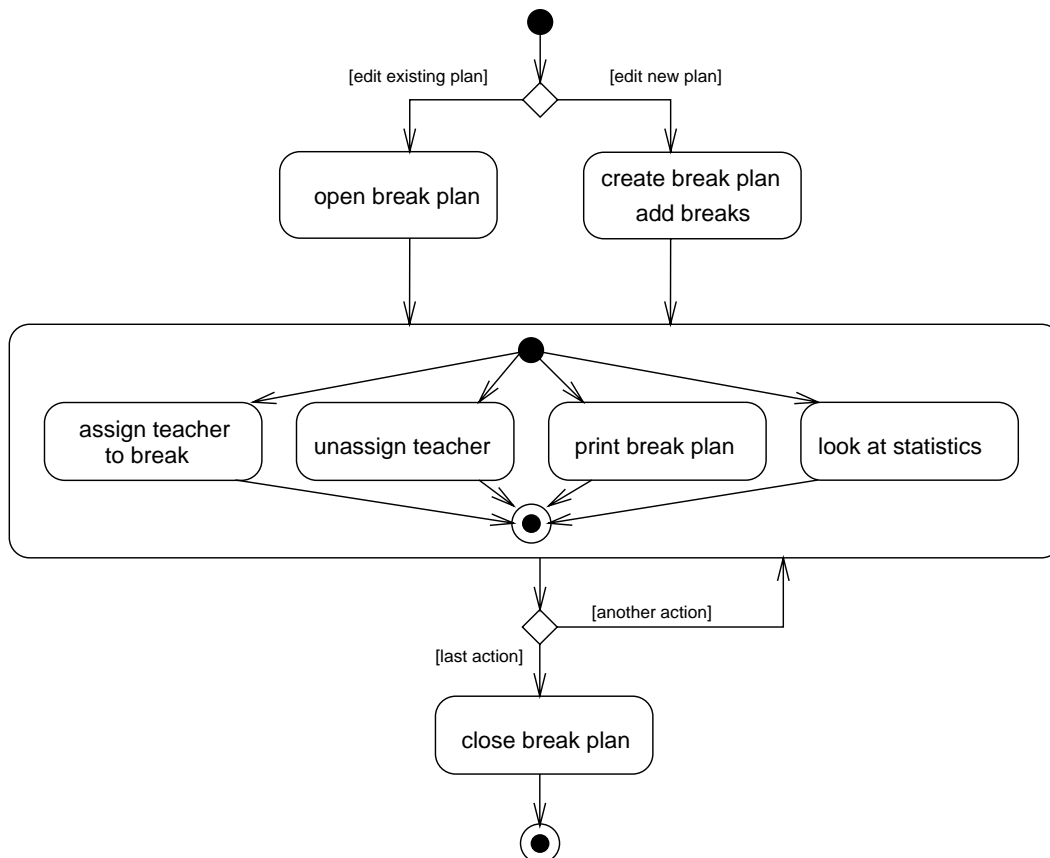 [edit existing plan]
[edit new plan]
open break plan
create break plan
add breaks
assign teacher
to break
unassign teacher
print break plan
look at statistics
[another action]
[last action]
close break plan